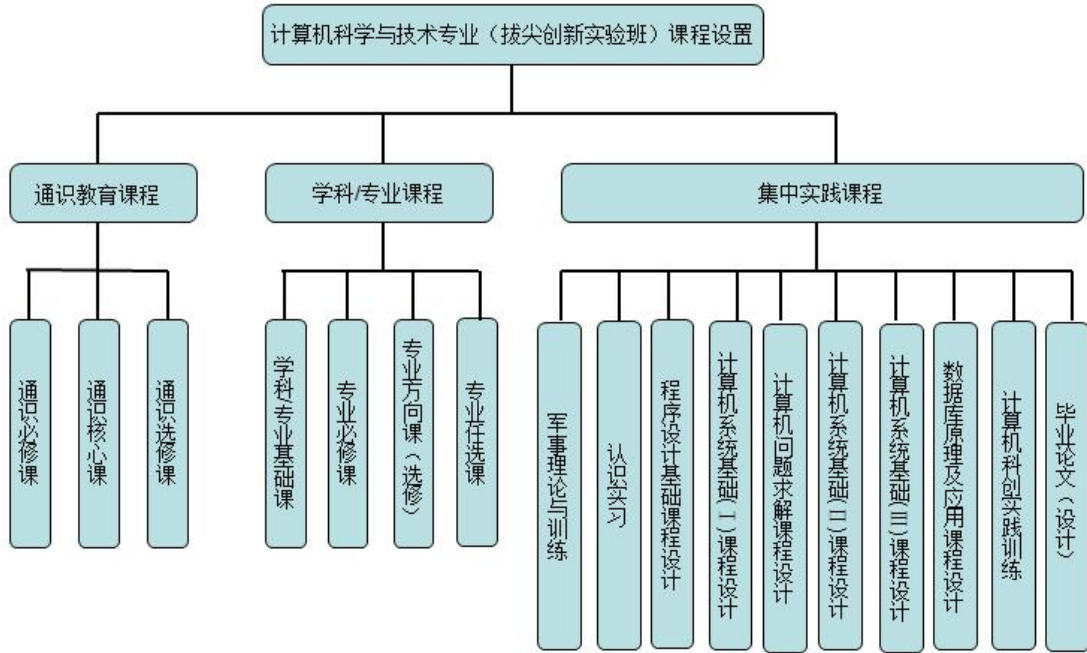 计算机科学与技术专业（拔尖创新实验班）课程设置
通识教育课程
学科/专业课程
集中实践课程
通识必修课
通识核心课
通识选修课
学科/专业基础课
专业必修课
专业方向课（选修）
专业任选课
军事理论与训练
认识实习
程序设计基础课程设计
计算机系统基础(一)课程设计
计算机问题求解课程设计
计算机系统基础(二)课程设计
计算机系统基础(三)课程设计
数据库原理及应用课程设计
计算机科创实践训练
毕业论文（设计）